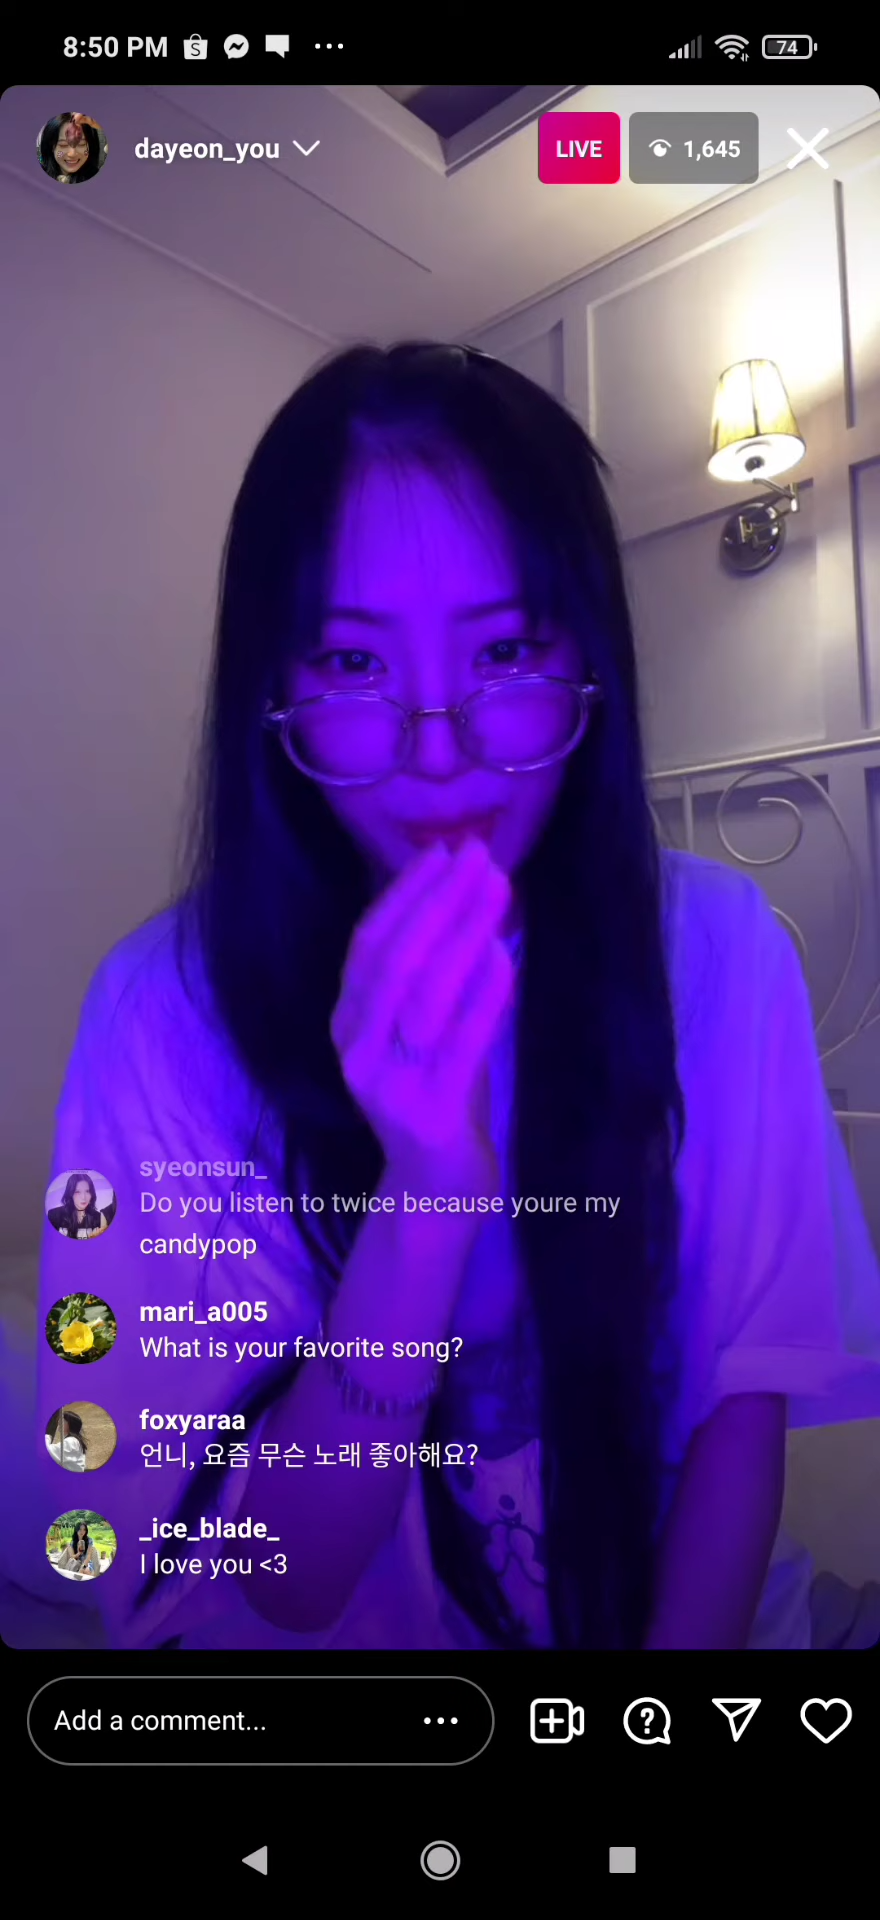 8:50 PM
74
dayeon_you
LIVE
1,645
syeonsun_
Do you listen to twice because youre my
candypop
mari_a005
What is your favorite song?
foxyaraa
언니, 요즘 무슨 노래 좋아해요?
_ice_blade_
I love you <3
Add a comment...